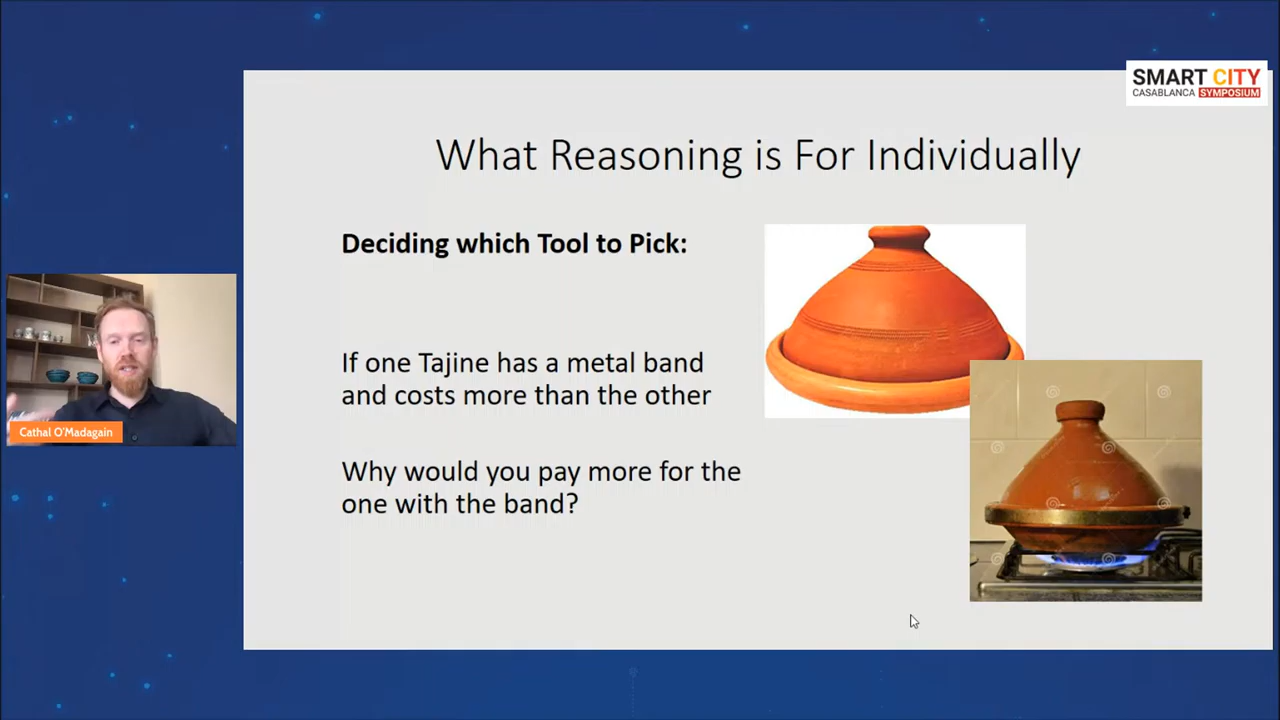 SMART CITY
CASABLANCA SYMPOSIUM
What Reasoning is For Individually
Deciding which Tool to Pick:
If one Tajine has a metal band
and costs more than the other
Why would you pay more for the
one with the band?
Cathal O'Madagain